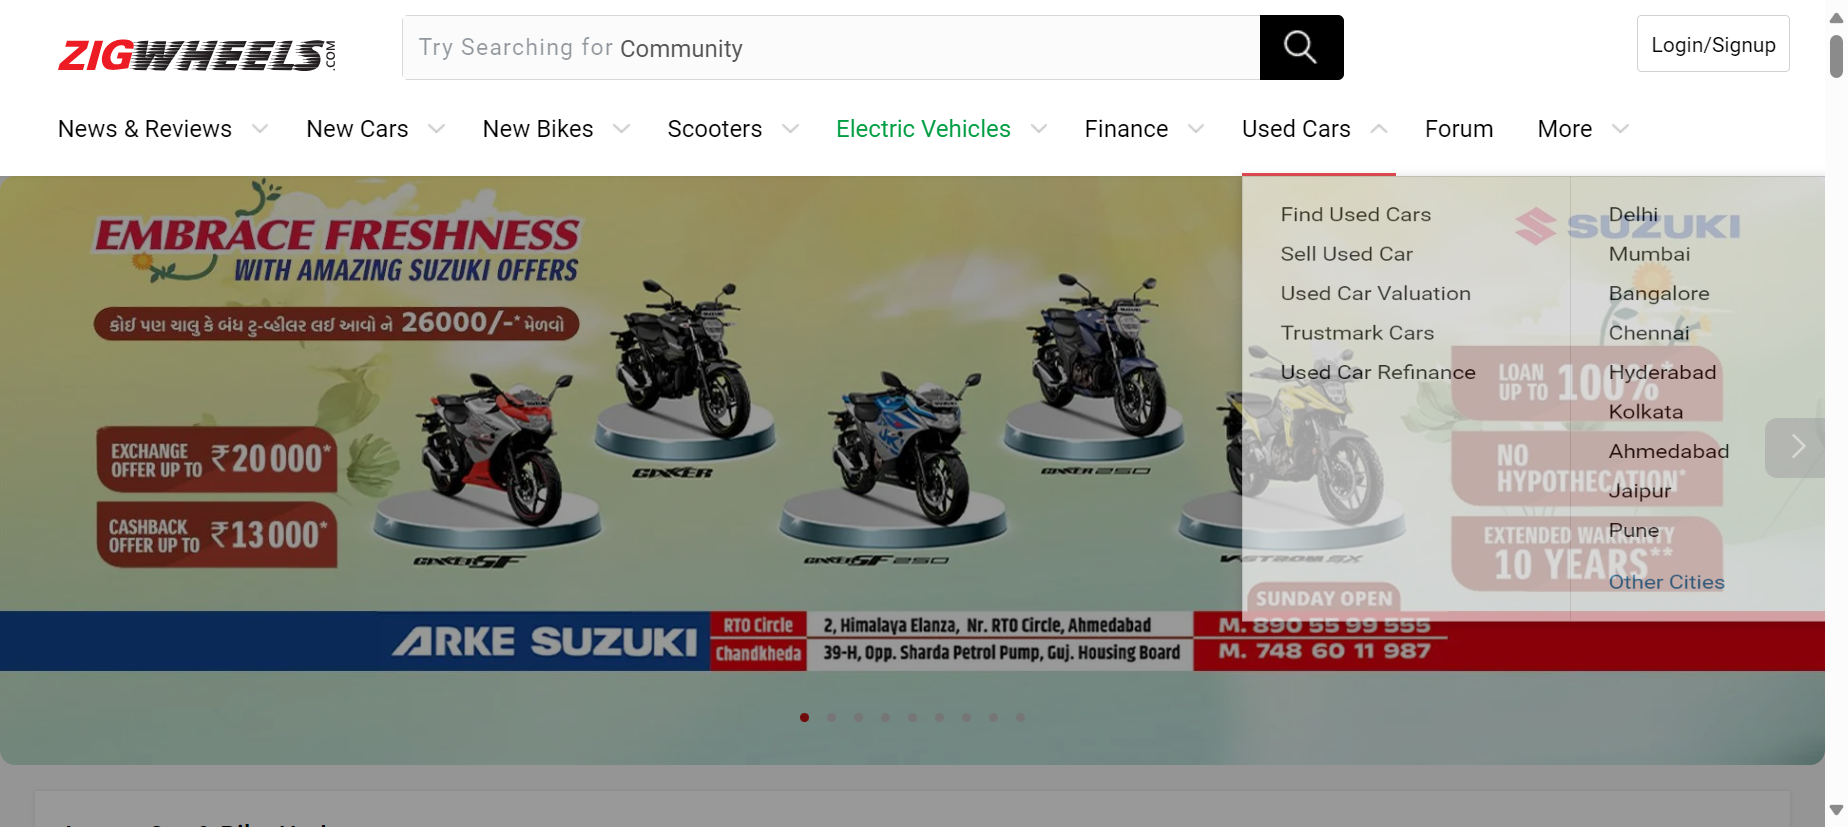 ZIGWHEELS.COM
Try Searching for Community
Login/Signup
News & Reviews
New Cars
New Bikes
Scooters
Electric Vehicles
Finance
Used Cars
Forum
More
Find Used Cars
Sell Used Car
Used Car Valuation
Trustmark Cars
Used Car Refinance
Delhi
Mumbai
Bangalore
Chennai
Hyderabad
Kolkata
Ahmedabad
Jaipur
Pune
Other Cities
EMBRACE FRESHNESS
WITH AMAZING SUZUKI OFFERS
કોઈ પણ ચાલુ કે બંધ ટુ-વ્હીલર લઈ આવો ને 26000/-* મેળવો
SUZUKI
EXCHANGE
OFFER UP TO ₹20000*
CASHBACK
OFFER UP TO ₹13000*
GIXXER
GIXXER 250
GIXXER SF
GIXXER SF 250
V-STROM SX
LOAN
UP TO 100%*
NO
HYPOTHECATION*
EXTENDED WARRANTY
10 YEARS**
SUNDAY OPEN
ARKE SUZUKI
RTO Circle
2, Himalaya Elanza, Nr. RTO Circle, Ahmedabad
M. 890 55 99 555
Chandkheda
39-H, Opp. Sharda Petrol Pump, Guj. Housing Board
M. 748 60 11 987